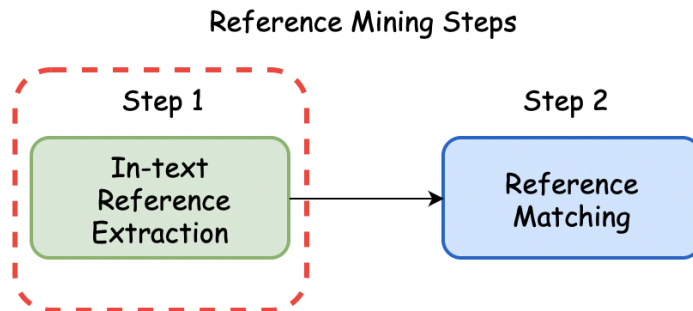 Reference Mining Steps
Step 1
In-text
Reference
Extraction
Step 2
Reference
Matching